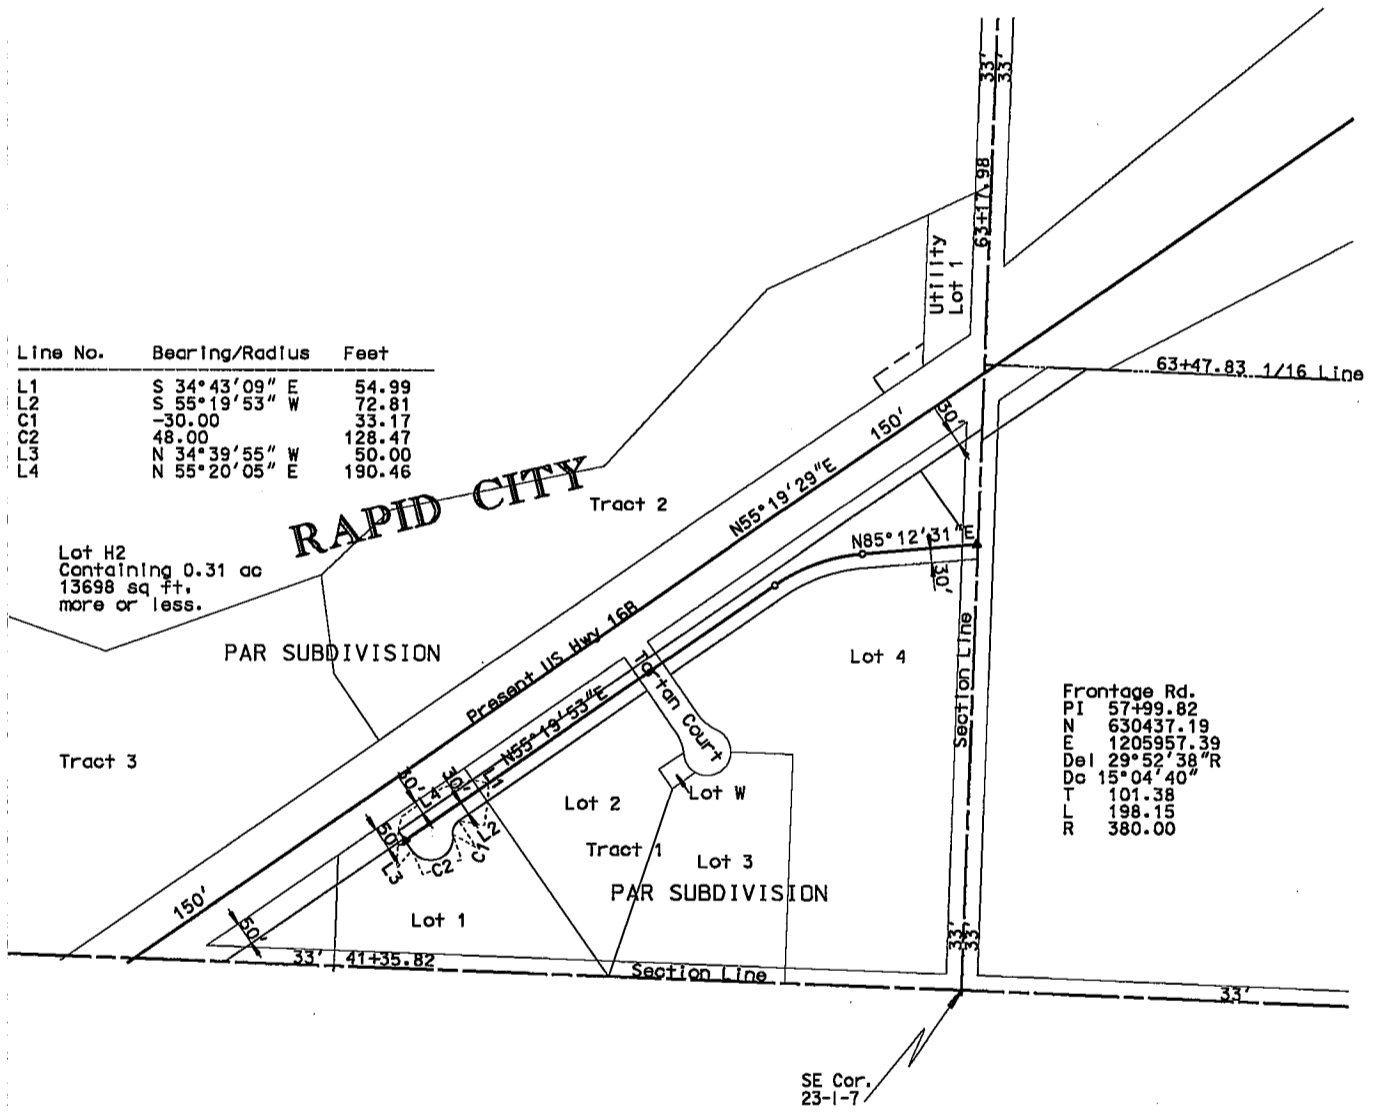 33'
33'
63+17.98
Utility
Lot 1
63+47.83 1/16 Line
Line No. Bearing/Radius Feet
L1 S 34°43'09" E 54.99
L2 S 55°19'53" W 72.81
C1 -30.00 33.17
C2 48.00 128.47
L3 N 34°39'55" W 50.00
L4 N 55°20'05" E 190.46
RAPID CITY
Tract 2
150'
30'
N55°19'29"E
N85°12'31"E
30'
Lot H2
Containing 0.31 ac
13698 sq ft.
more or less.
PAR SUBDIVISION
Present US Hwy 16B
Tartan Court
Lot 4
Section Line
N55°19'53"E
Frontage Rd.
PI 57+99.82
N 630437.19
E 1205957.39
Del 29°52'38"R
Dc 15°04'40"
T 101.38
L 198.15
R 380.00
Tract 3
L4
30'
L1
Lot 2
Lot W
50'
L3
C2
C1
L2
Tract 1
Lot 3
PAR SUBDIVISION
150'
50'
Lot 1
33' 41+35.82
Section Line
33'
33'
33'
SE Cor.
23-1-7